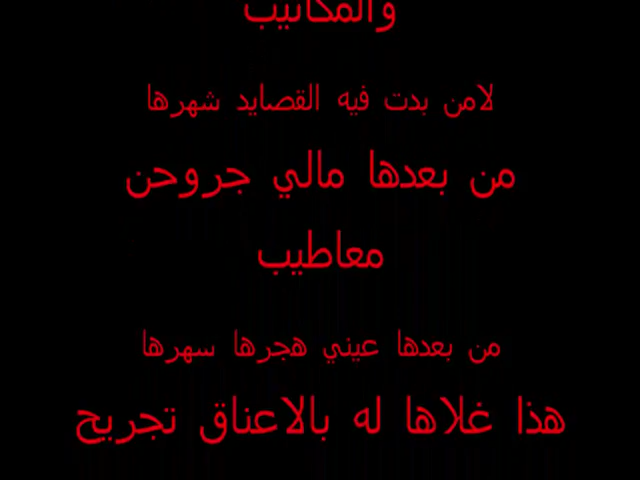 والمكاتيب
لامن بدت فيه القصايد شهرها
من بعدها مالي جروحن
معاطيب
من بعدها عيني هجرها سهرها
هذا غلاها له بالاعناق تجريح